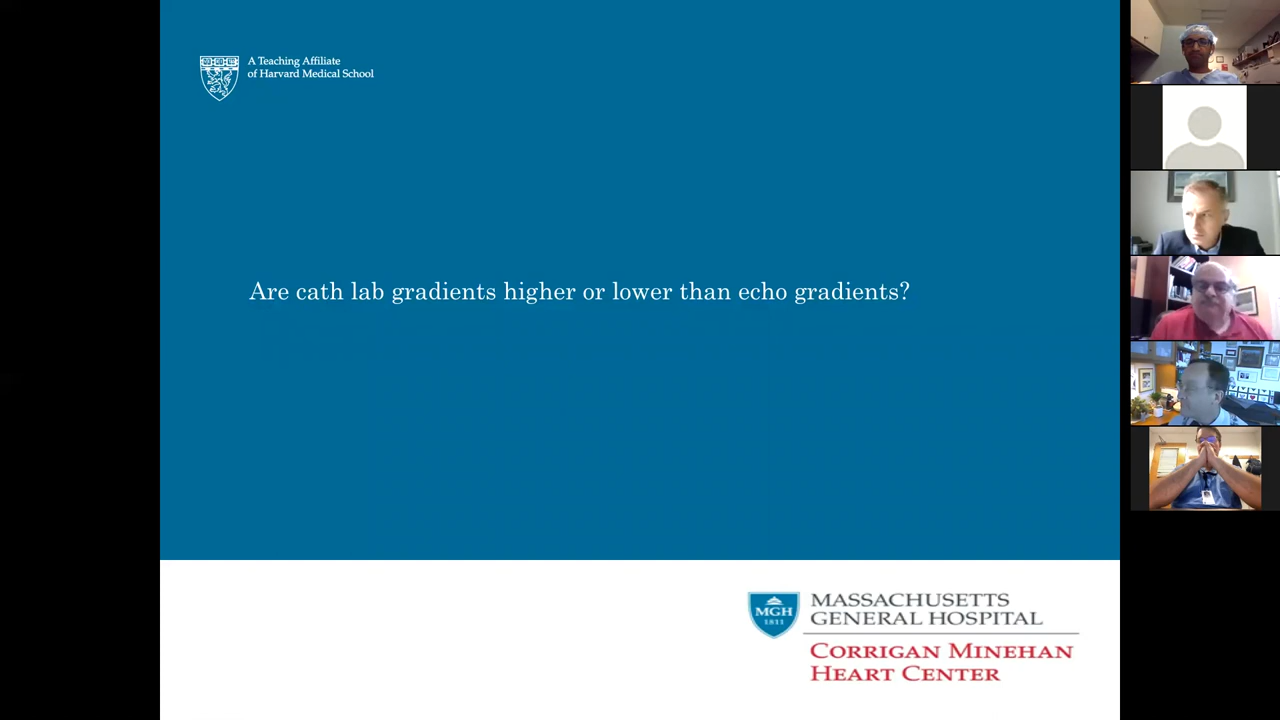 A Teaching Affiliate
of Harvard Medical School
Are cath lab gradients higher or lower than echo gradients?
MGH
1811
MASSACHUSETTS
GENERAL HOSPITAL
CORRIGAN MINEHAN
HEART CENTER